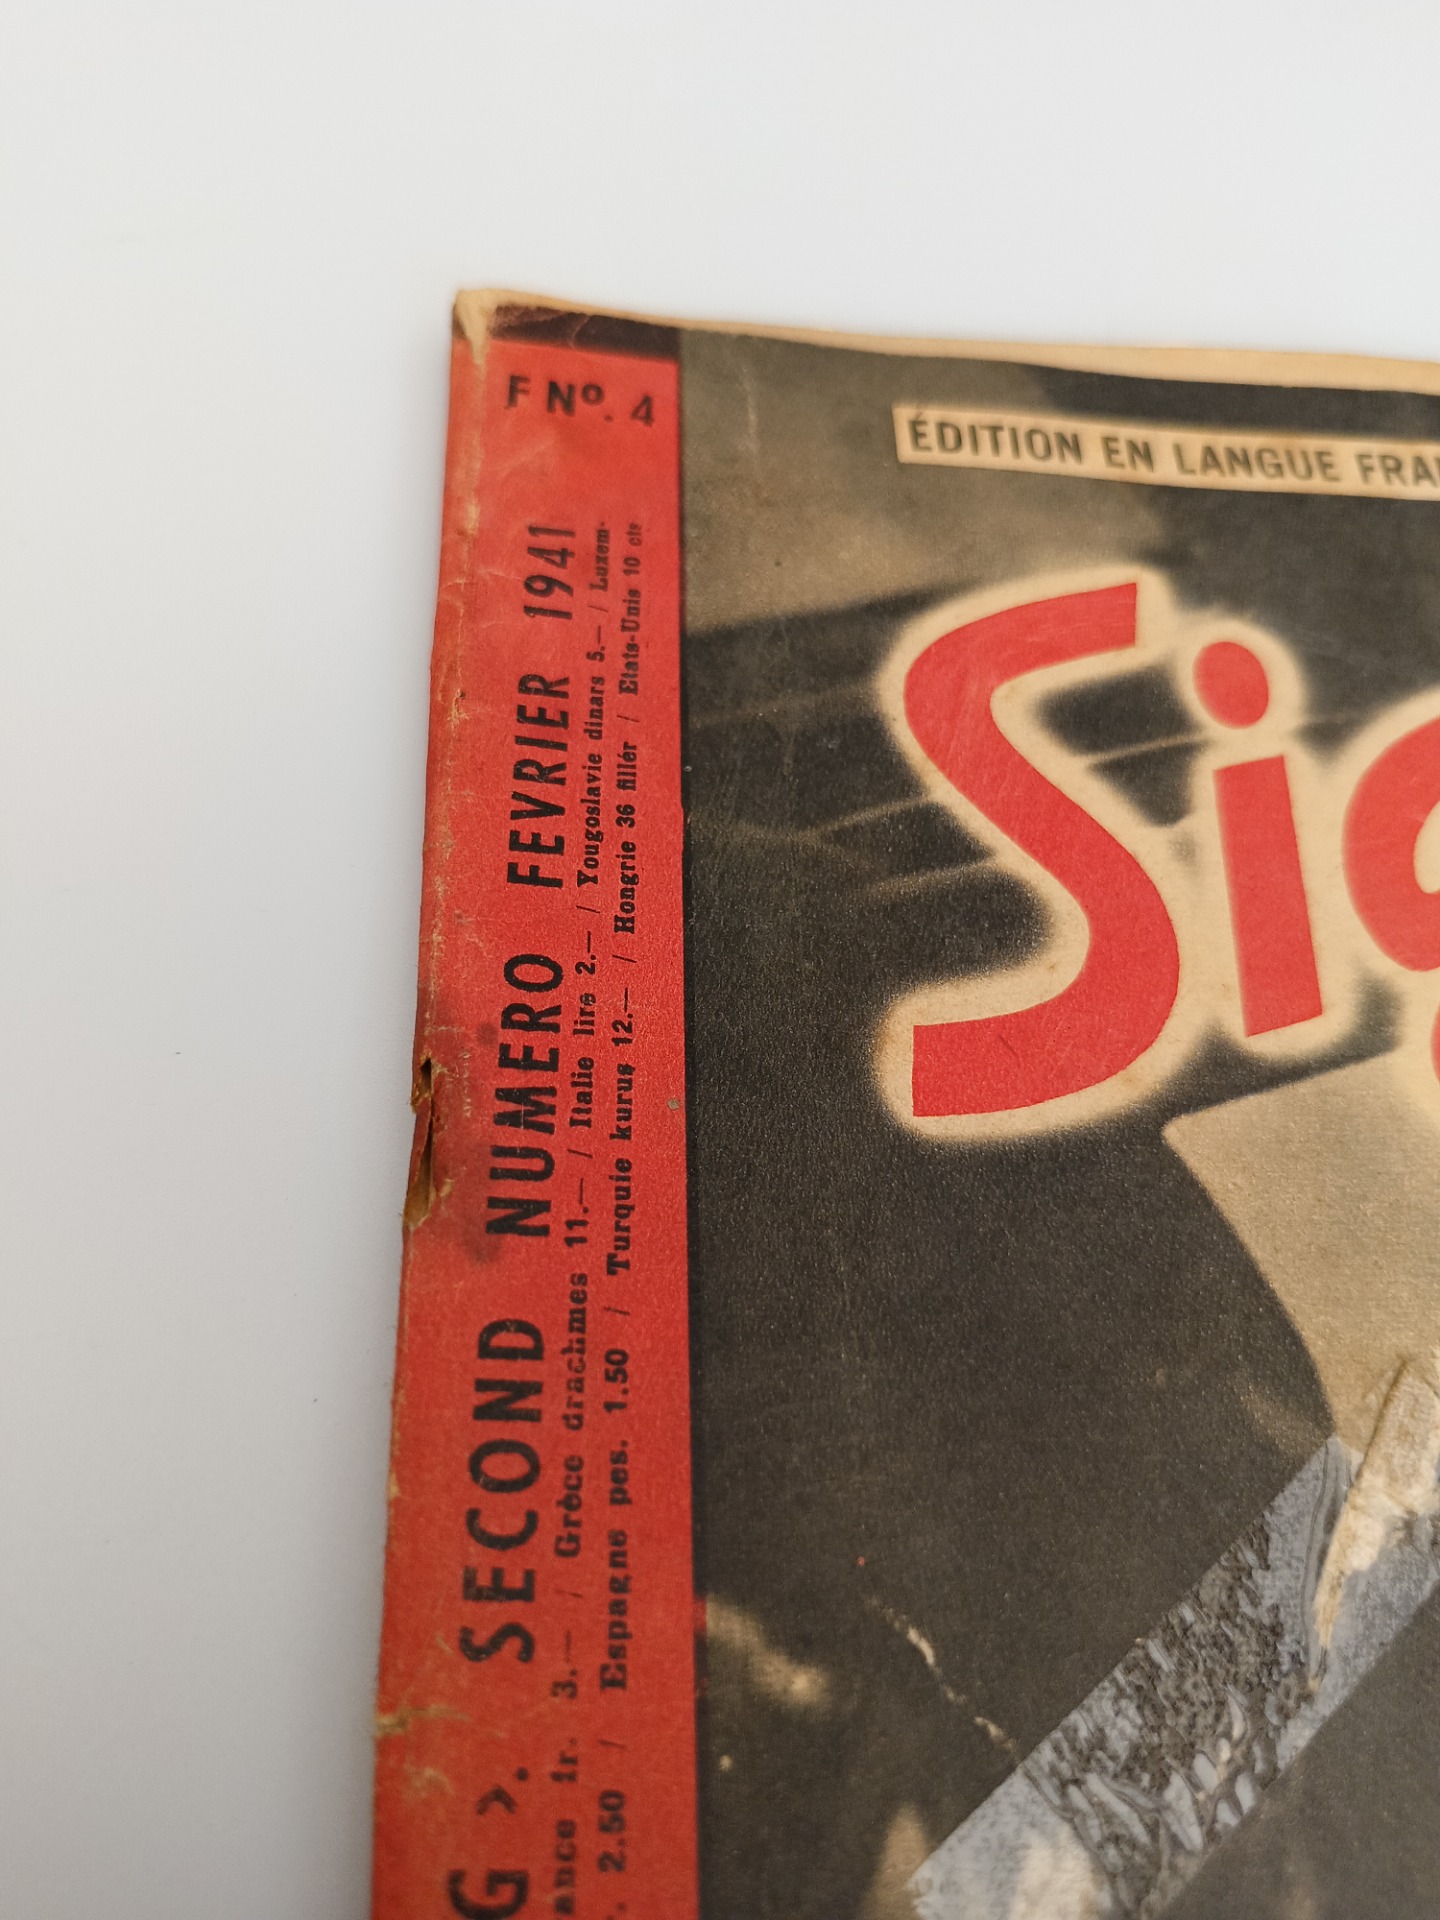 F Nº. 4
ÉDITION EN LANGUE
Sig
G >. SECOND NUMERO FEVRIER 1941
fr. 3.— / Grèce drachmes 11.— / Italie lire 2.— / Yougoslavie dinars 5.— / Luxem-
2.50 / Espagne pes. 1.50 / Turquie kurus 12.— / Hongrie 36 fillér / Etats-Unis 10 cts